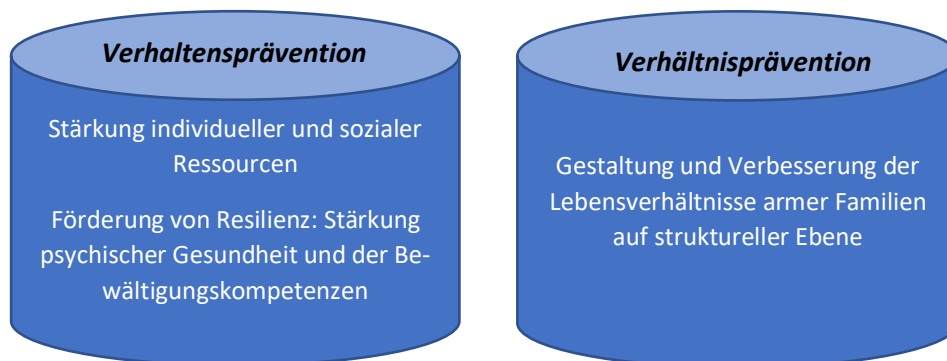 Verhaltensprävention
Stärkung individueller und sozialer
Ressourcen
Förderung von Resilienz: Stärkung
psychischer Gesundheit und der Be-
wältigungskompetenzen
Verhältnisprävention
Gestaltung und Verbesserung der
Lebensverhältnisse armer Familien
auf struktureller Ebene